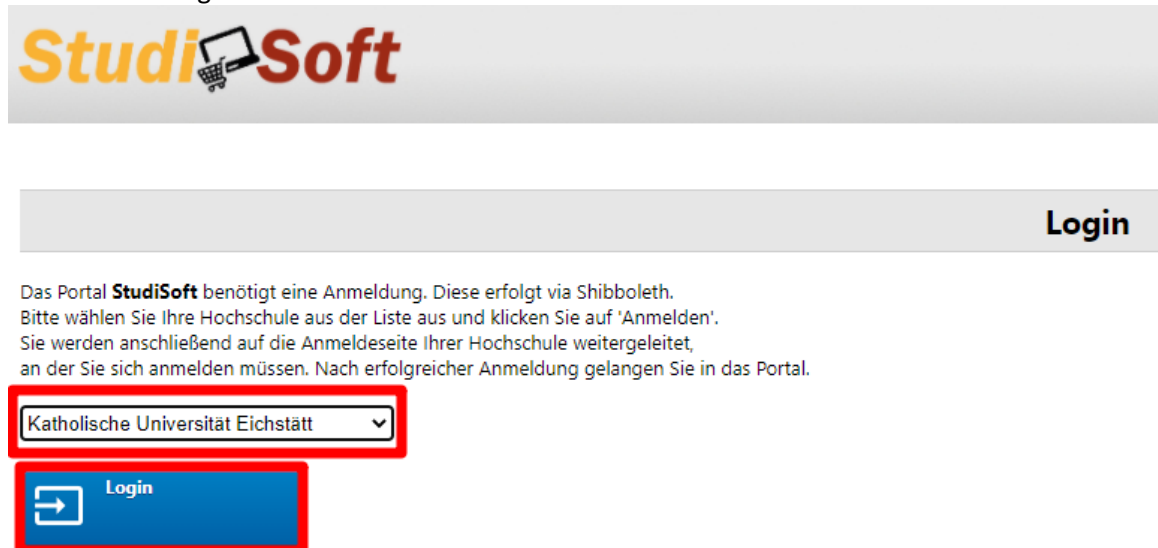 StudiSoft
Login
Das Portal StudiSoft benötigt eine Anmeldung. Diese erfolgt via Shibboleth.
Bitte wählen Sie Ihre Hochschule aus der Liste aus und klicken Sie auf 'Anmelden'.
Sie werden anschließend auf die Anmeldeseite Ihrer Hochschule weitergeleitet,
an der Sie sich anmelden müssen. Nach erfolgreicher Anmeldung gelangen Sie in das Portal.
Katholische Universität Eichstätt
Login